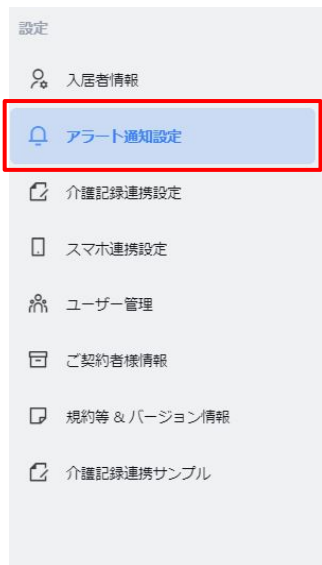 設定
入居者情報
アラート通知設定
介護記録連携設定
スマホ連携設定
ユーザー管理
ご契約者様情報
規約等 & バージョン情報
介護記録連携サンプル